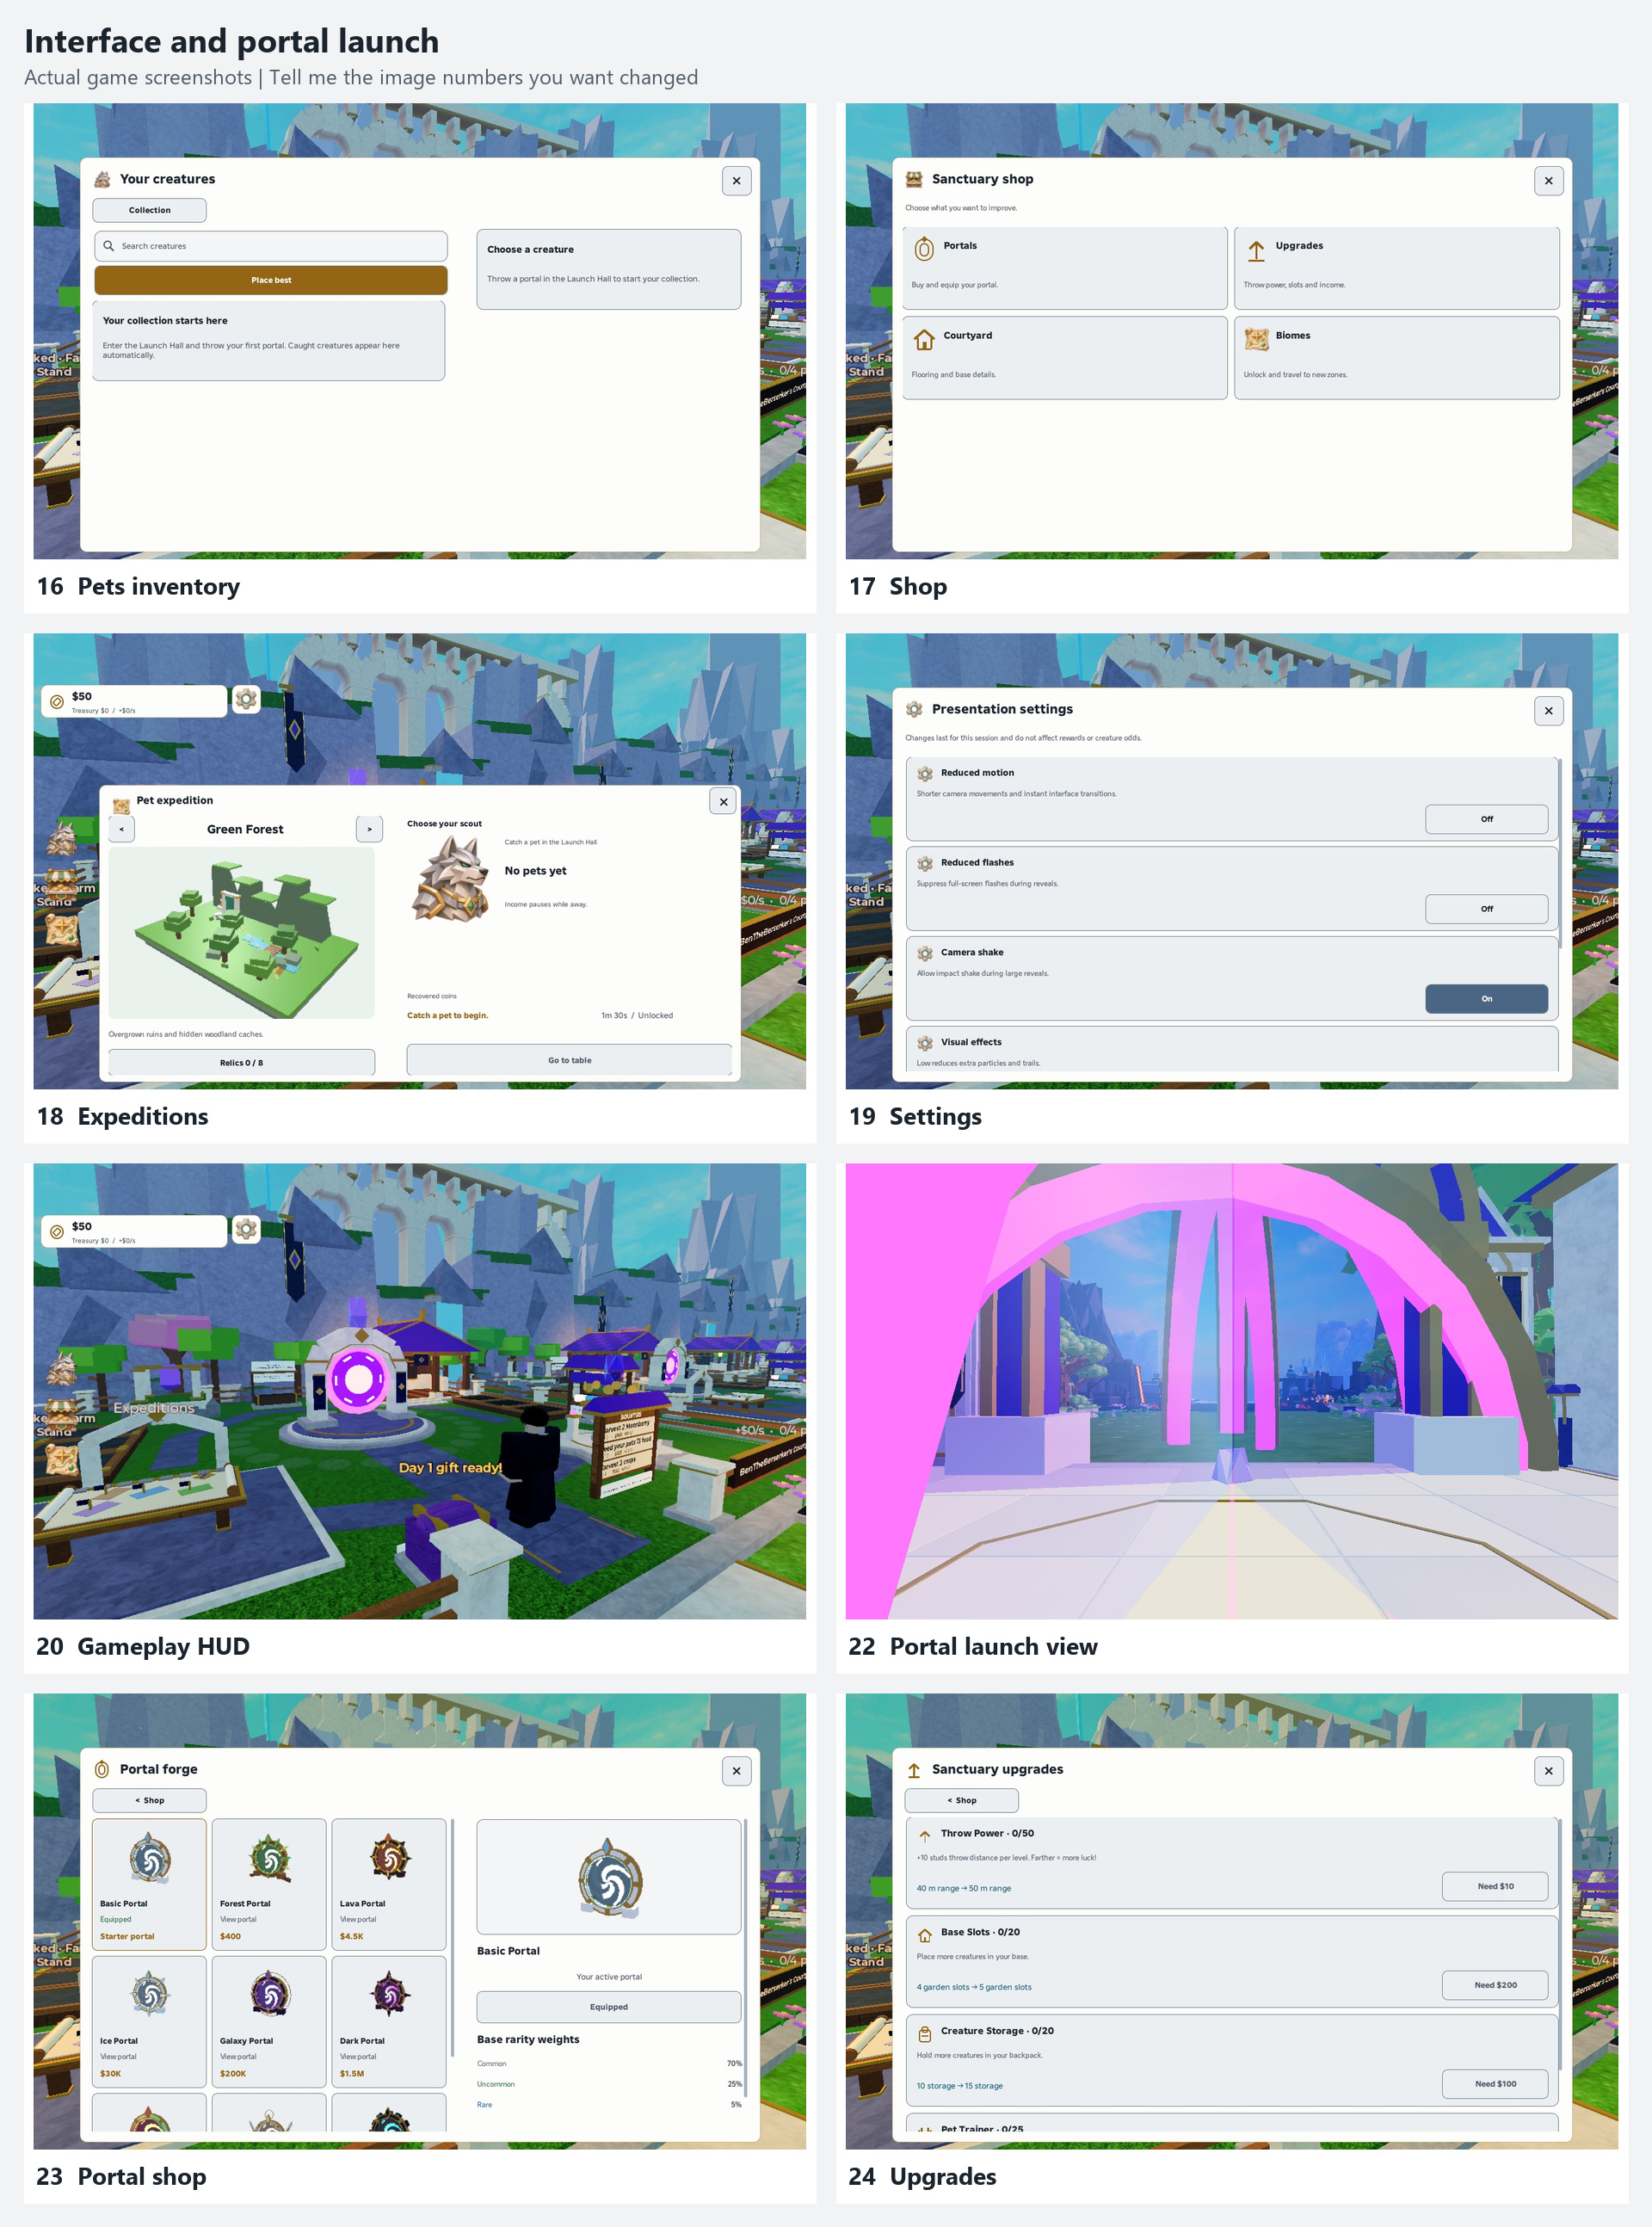 Interface and portal launch
Actual game screenshots | Tell me the image numbers you want changed
Your creatures
×
Collection
Search creatures
Place best
Your collection starts here
Enter the Launch Hall and throw your first portal. Caught creatures appear here
automatically.
Choose a creature
Throw a portal in the Launch Hall to start your collection.
Stand
16 Pets inventory
Sanctuary shop
×
Choose what you want to improve.
Portals
Buy and equip your portal.
Upgrades
Throw power, slots and income.
Courtyard
Flooring and base details.
Biomes
Unlock and travel to new zones.
Stand
17 Shop
$50
Treasury $0 / +$0/s
Pet expedition
×
<
Green Forest
>
Overgrown ruins and hidden woodland caches.
Relics 0 / 8
Choose your scout
Catch a pet in the Launch Hall
No pets yet
Income pauses while away.
Recovered coins
Catch a pet to begin.
1m 30s / Unlocked
Go to table
Stand
18 Expeditions
Presentation settings
×
Changes last for this session and do not affect rewards or creature odds.
Reduced motion
Shorter camera movements and instant interface transitions.
Off
Reduced flashes
Suppress full-screen flashes during reveals.
Off
Camera shake
Allow impact shake during large reveals.
On
Visual effects
Low reduces extra particles and trails.
Stand
19 Settings
$50
Treasury $0 / +$0/s
Expeditions
Stand
Day 1 gift ready!
+$0/s • 0/4 p
BenTheBerserker's Court
20 Gameplay HUD
22 Portal launch view
Portal forge
×
< Shop
Basic Portal
Equipped
Starter portal
Forest Portal
View portal
$400
Lava Portal
View portal
$4.5K
Ice Portal
View portal
$30K
Galaxy Portal
View portal
$200K
Dark Portal
View portal
$1.5M
Basic Portal
Your active portal
Equipped
Base rarity weights
Common 70%
Uncommon 25%
Rare 5%
Stand
23 Portal shop
Sanctuary upgrades
×
< Shop
Throw Power · 0/50
+10 studs throw distance per level. Farther = more luck!
40 m range → 50 m range
Need $10
Base Slots · 0/20
Place more creatures in your base.
4 garden slots → 5 garden slots
Need $200
Creature Storage · 0/20
Hold more creatures in your backpack.
10 storage → 15 storage
Need $100
Pet Trainer · 0/25
Stand
24 Upgrades